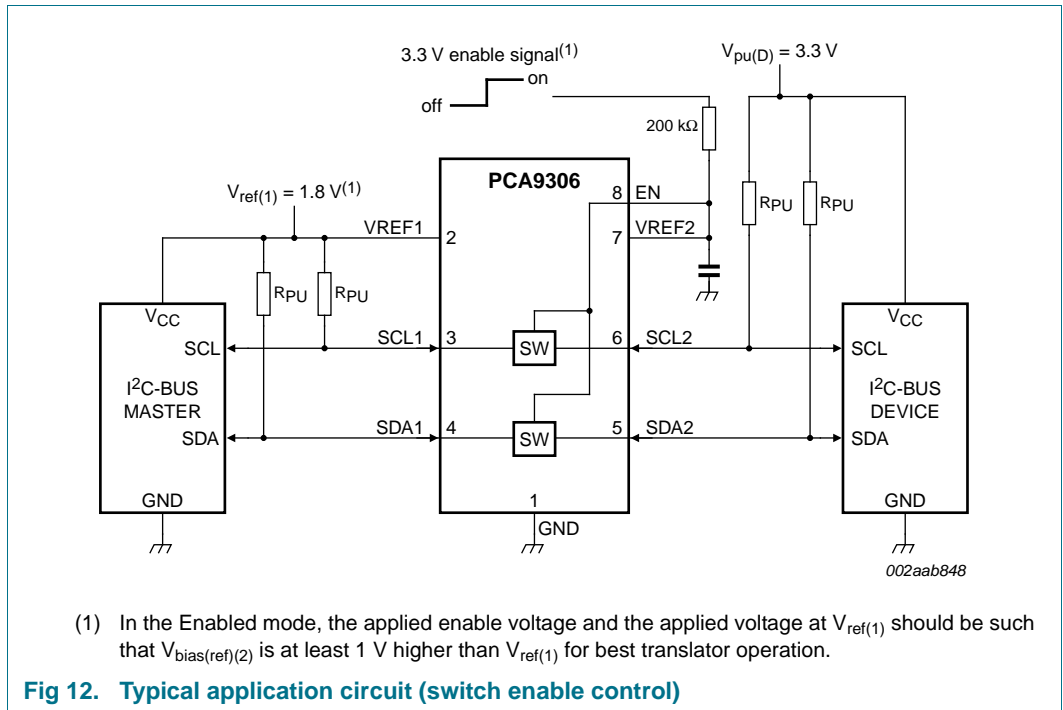 3.3 V enable signal(1)
Vpu(D) = 3.3 V
on
off
200 kΩ
PCA9306
Vref(1) = 1.8 V(1)
8 EN
RPU RPU
VREF1 2
7 VREF2
RPU RPU
VCC
VCC
SCL SCL1 3 SW 6 SCL2 SCL
I2C-BUS
MASTER
I2C-BUS
DEVICE
SDA SDA1 4 SW 5 SDA2 SDA
GND
1
GND
GND
002aab848
(1) In the Enabled mode, the applied enable voltage and the applied voltage at Vref(1) should be such
that Vbias(ref)(2) is at least 1 V higher than Vref(1) for best translator operation.
Fig 12. Typical application circuit (switch enable control)